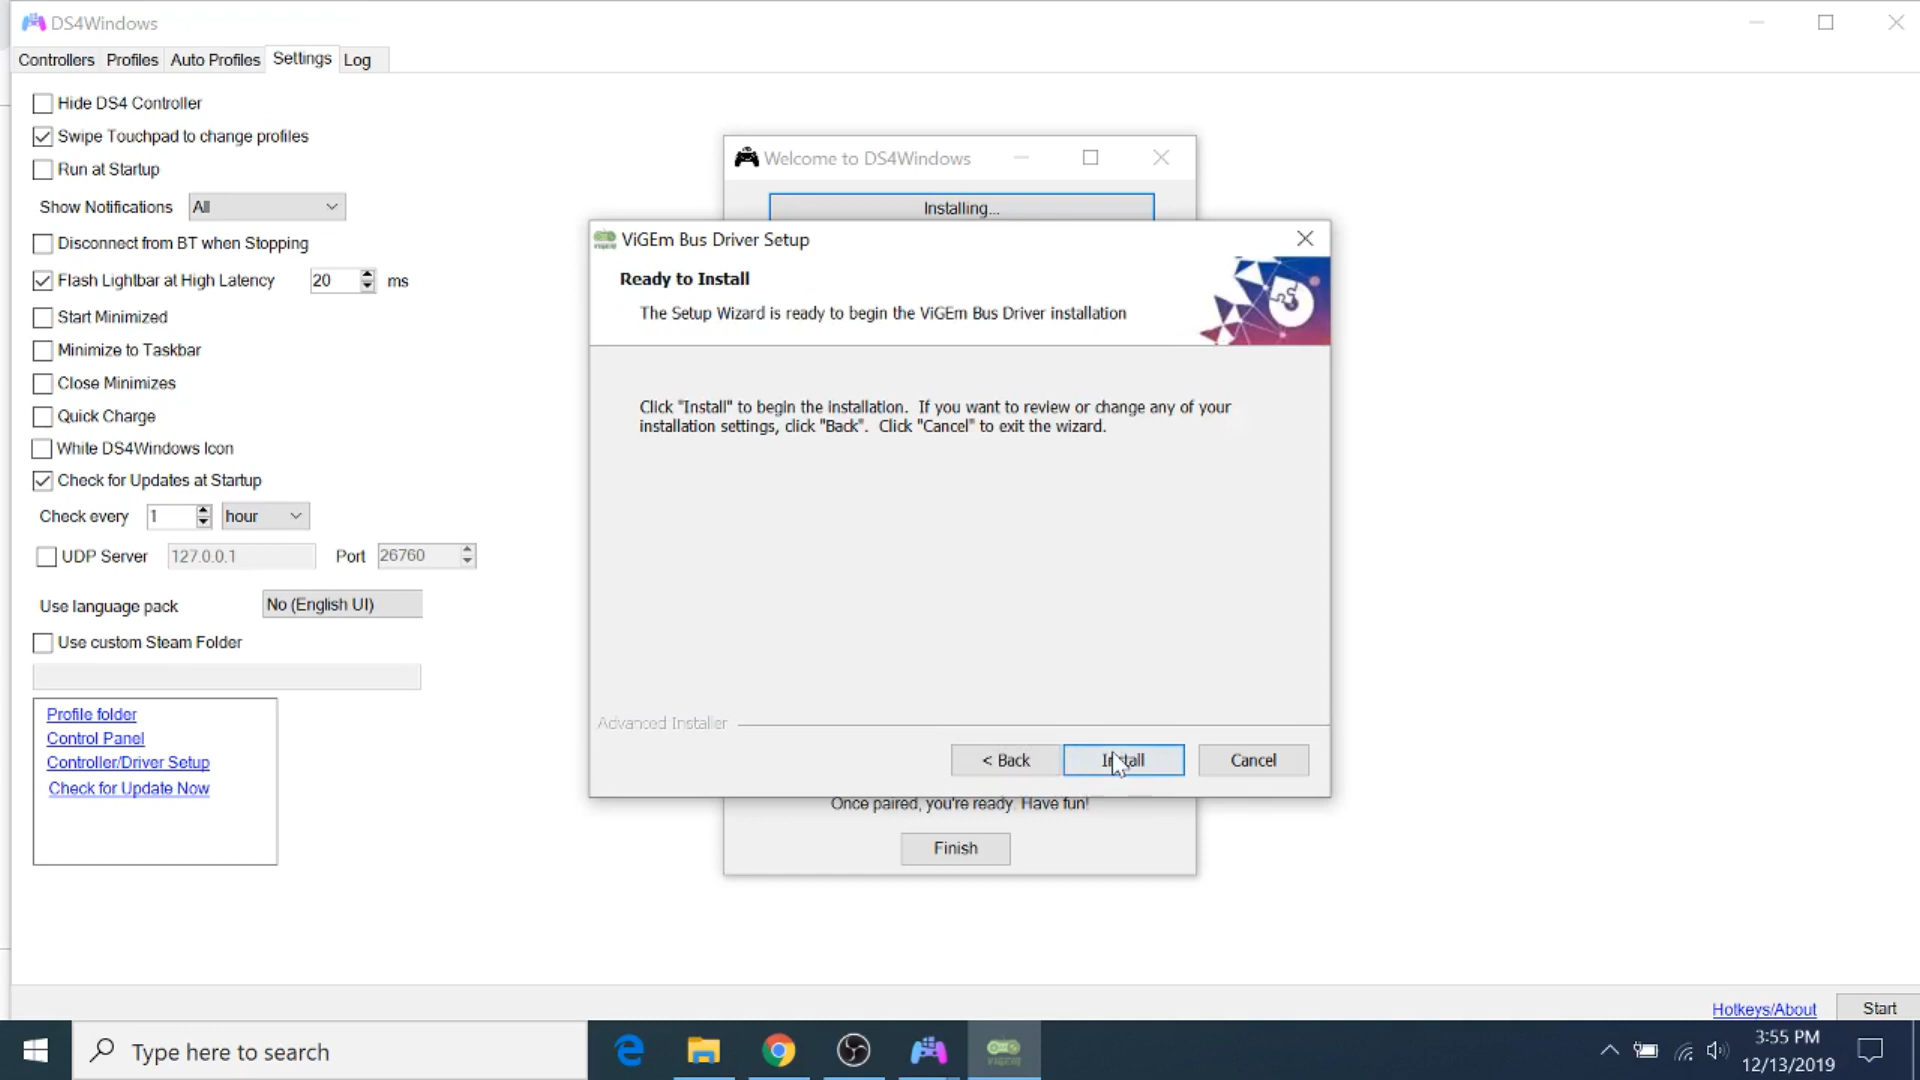 DS4Windows
Controllers Profiles Auto Profiles Settings Log
Hide DS4 Controller
Swipe Touchpad to change profiles
Run at Startup
Show Notifications All
Disconnect from BT when Stopping
Flash Lightbar at High Latency 20 ms
Start Minimized
Minimize to Taskbar
Close Minimizes
Quick Charge
While DS4Windows Icon
Check for Updates at Startup
Check every 1 hour
UDP Server 127.0.0.1 Port 26760
Use language pack No (English UI)
Use custom Steam Folder
Profile folder
Control Panel
Controller/Driver Setup
Check for Update Now
Welcome to DS4Windows
Installing...
ViGEm Bus Driver Setup
Ready to Install
The Setup Wizard is ready to begin the ViGEm Bus Driver installation
Click "Install" to begin the installation. If you want to review or change any of your
installation settings, click "Back". Click "Cancel" to exit the wizard.
Advanced Installer
< Back Install Cancel
Once paired, you're ready. Have fun!
Finish
Hotkeys/About Start
Type here to search
3:55 PM
12/13/2019